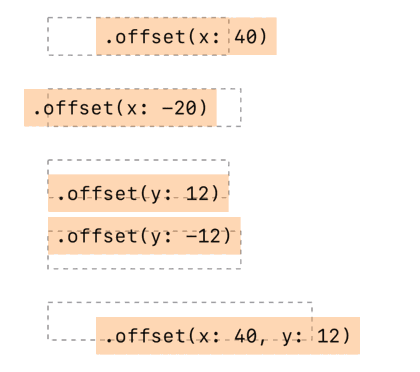 .offset(x: 40)
.offset(x: −20)
.offset(y: 12)
.offset(y: −12)
.offset(x: 40, y: 12)